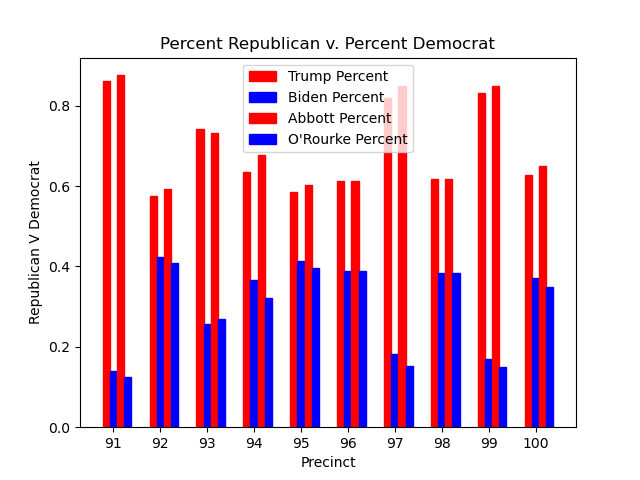 Percent Republican v. Percent Democrat
Trump Percent
Biden Percent
Abbott Percent
O'Rourke Percent
0.8
0.6
0.4
0.2
0.0
Republican V Democrat
91 92 93 94 95 96 97 98 99 100
Precinct